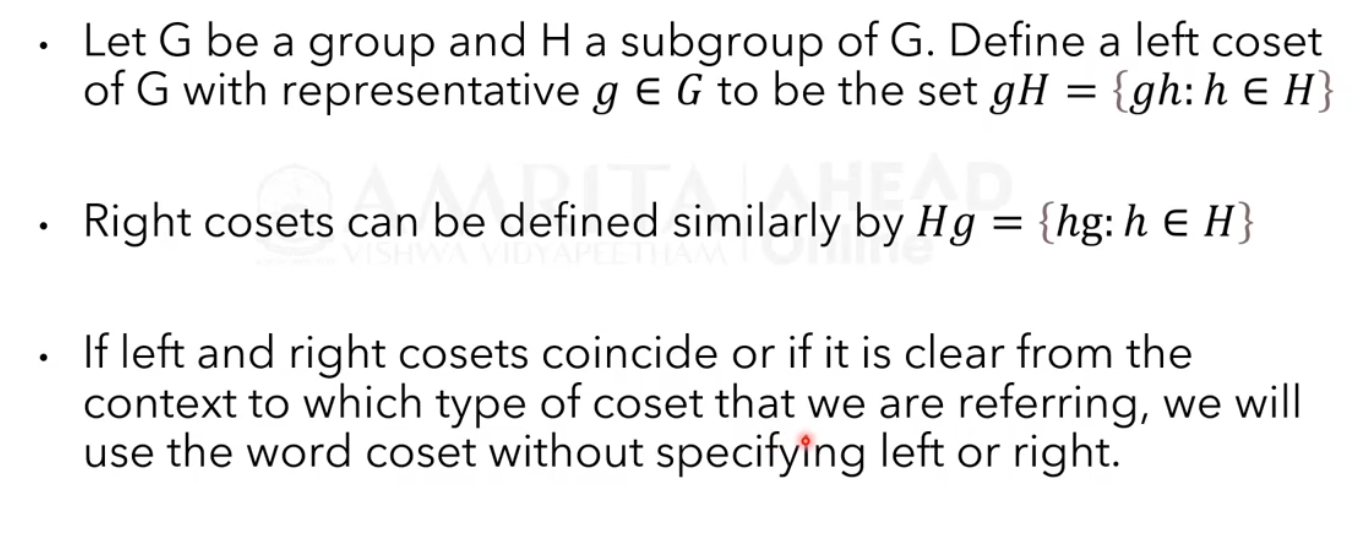 • Let G be a group and H a subgroup of G. Define a left coset
of G with representative g ∈ G to be the set gH = {gh: h ∈ H}
AMRITA | AHEAD
VISHWA VIDYAPEETHAM | Online
• Right cosets can be defined similarly by Hg = {hg: h ∈ H}
• If left and right cosets coincide or if it is clear from the
context to which type of coset that we are referring, we will
use the word coset without specifying left or right.